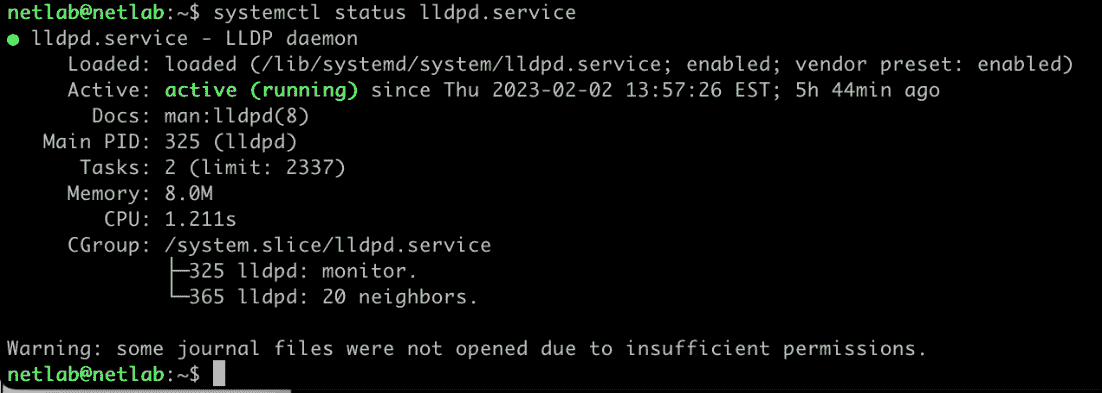 netlab@netlab:~$ systemctl status lldpd.service
● lldpd.service - LLDP daemon
     Loaded: loaded (/lib/systemd/system/lldpd.service; enabled; vendor preset: enabled)
     Active: active (running) since Thu 2023-02-02 13:57:26 EST; 5h 44min ago
       Docs: man:lldpd(8)
   Main PID: 325 (lldpd)
      Tasks: 2 (limit: 2337)
     Memory: 8.0M
        CPU: 1.211s
     CGroup: /system.slice/lldpd.service
             ├─325 lldpd: monitor.
             └─365 lldpd: 20 neighbors.

Warning: some journal files were not opened due to insufficient permissions.
netlab@netlab:~$